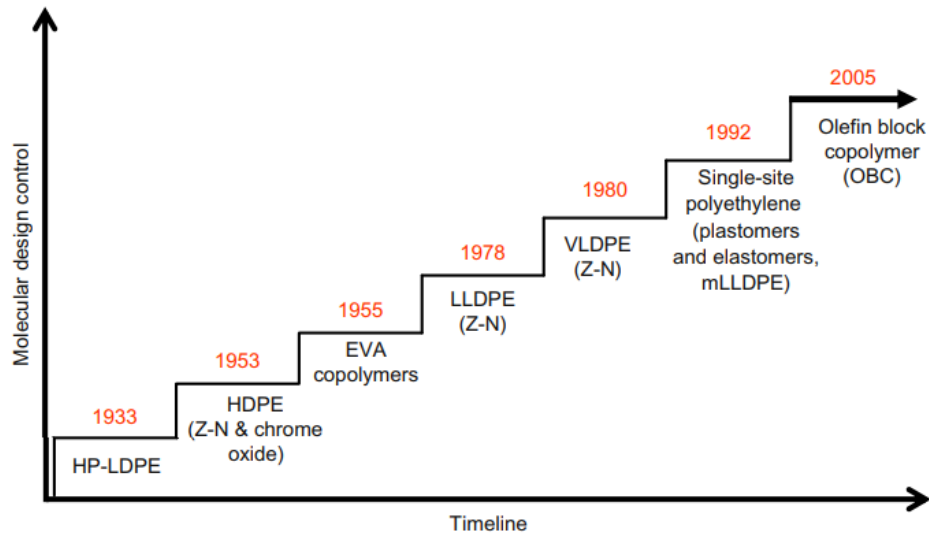 Molecular design control
1933
HP-LDPE
1953
HDPE
(Z-N & chrome
oxide)
1955
EVA
copolymers
1978
LLDPE
(Z-N)
1980
VLDPE
(Z-N)
1992
Single-site
polyethylene
(plastomers
and elastomers,
mLLDPE)
2005
Olefin block
copolymer
(OBC)
Timeline